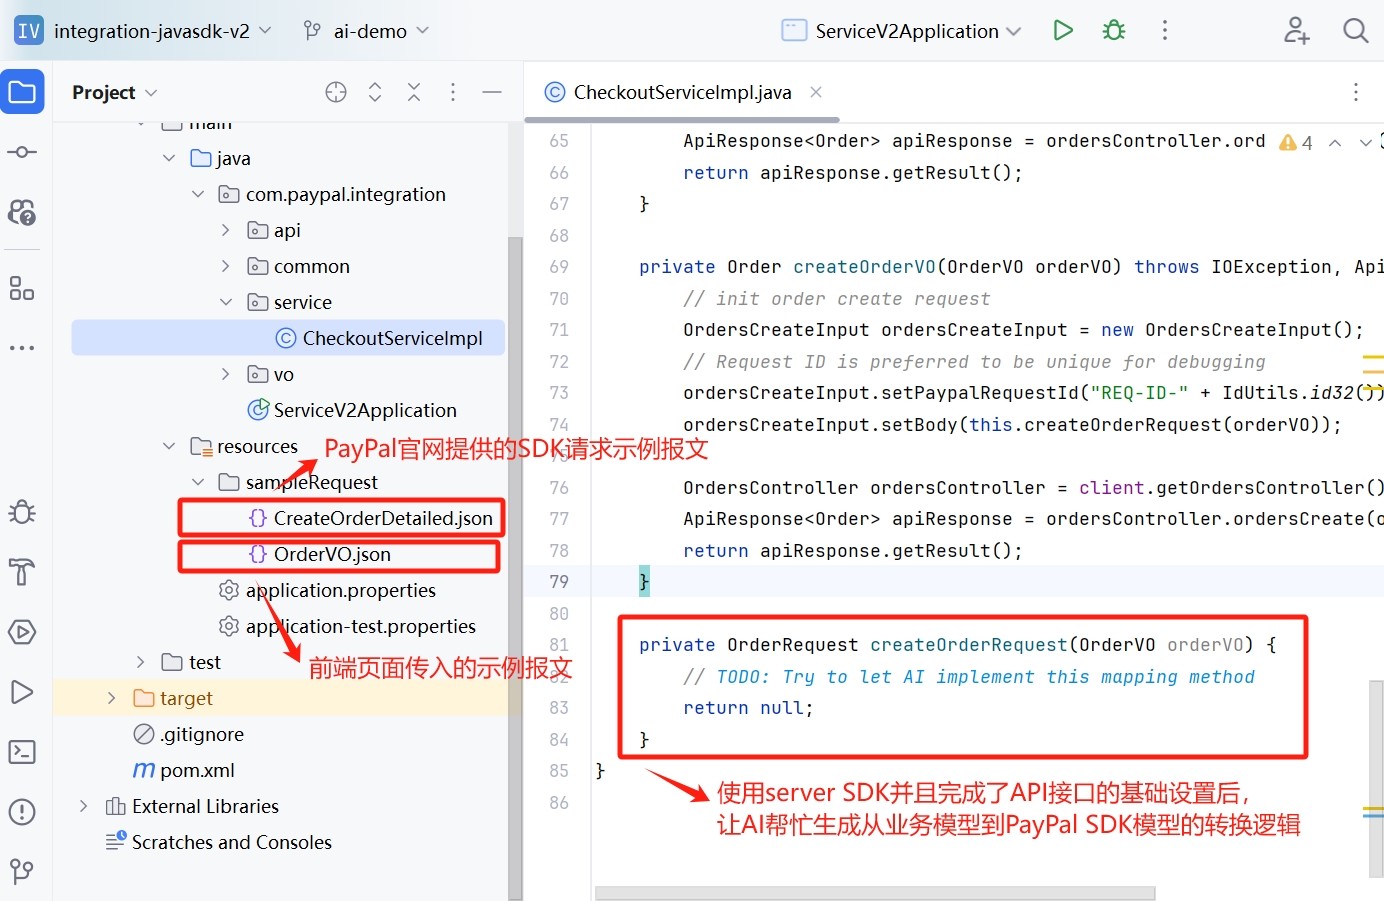 IV integration-javasdk-v2 ai-demo ServiceV2Application
Project
CheckoutServiceImpl.java
main
java
com.paypal.integration
api
common
service
CheckoutServiceImpl
vo
ServiceV2Application
resources
PayPal官网提供的SDK请求示例报文
sampleRequest
CreateOrderDetailed.json
OrderVO.json
application.properties
application-test.properties
前端页面传入的示例报文
test
target
.gitignore
pom.xml
External Libraries
Scratches and Consoles
65 ApiResponse<Order> apiResponse = ordersController.ord 4
66 return apiResponse.getResult();
67 }
68
69 private Order createOrderVO(OrderVO orderVO) throws IOException, Api
70 // init order create request
71 OrdersCreateInput ordersCreateInput = new OrdersCreateInput();
72 // Request ID is preferred to be unique for debugging
73 ordersCreateInput.setPaypalRequestId("REQ-ID-" + IdUtils.id32())
74 ordersCreateInput.setBody(this.createOrderRequest(orderVO));
76 OrdersController ordersController = client.getOrdersController()
77 ApiResponse<Order> apiResponse = ordersController.ordersCreate(o
78 return apiResponse.getResult();
79 }
80
81 private OrderRequest createOrderRequest(OrderVO orderVO) {
82 // TODO: Try to let AI implement this mapping method
83 return null;
84 }
85 }
86
使用server SDK并且完成了API接口的基础设置后，
让AI帮忙生成从业务模型到PayPal SDK模型的转换逻辑